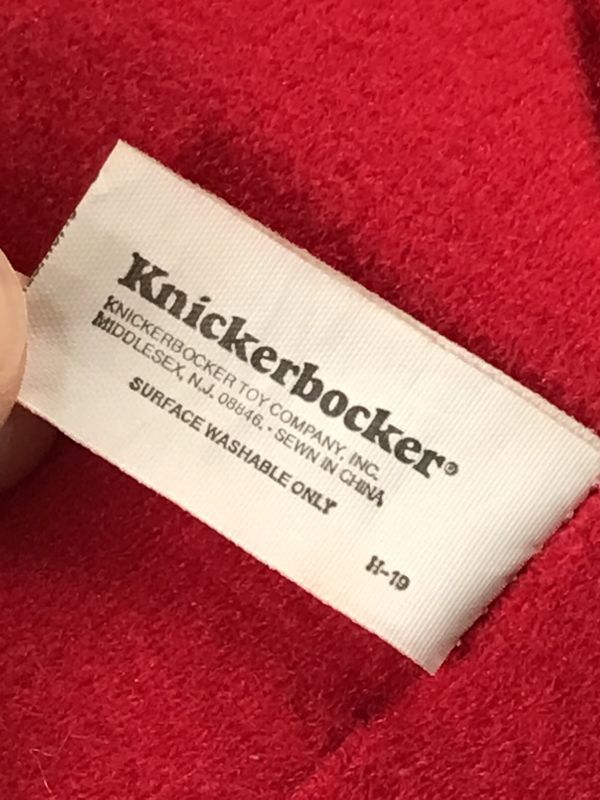 Knickerbocker®
KNICKERBOCKER TOY COMPANY, INC.
MIDDLESEX, N.J. 08846. • SEWN IN CHINA
SURFACE WASHABLE ONLY
H-19